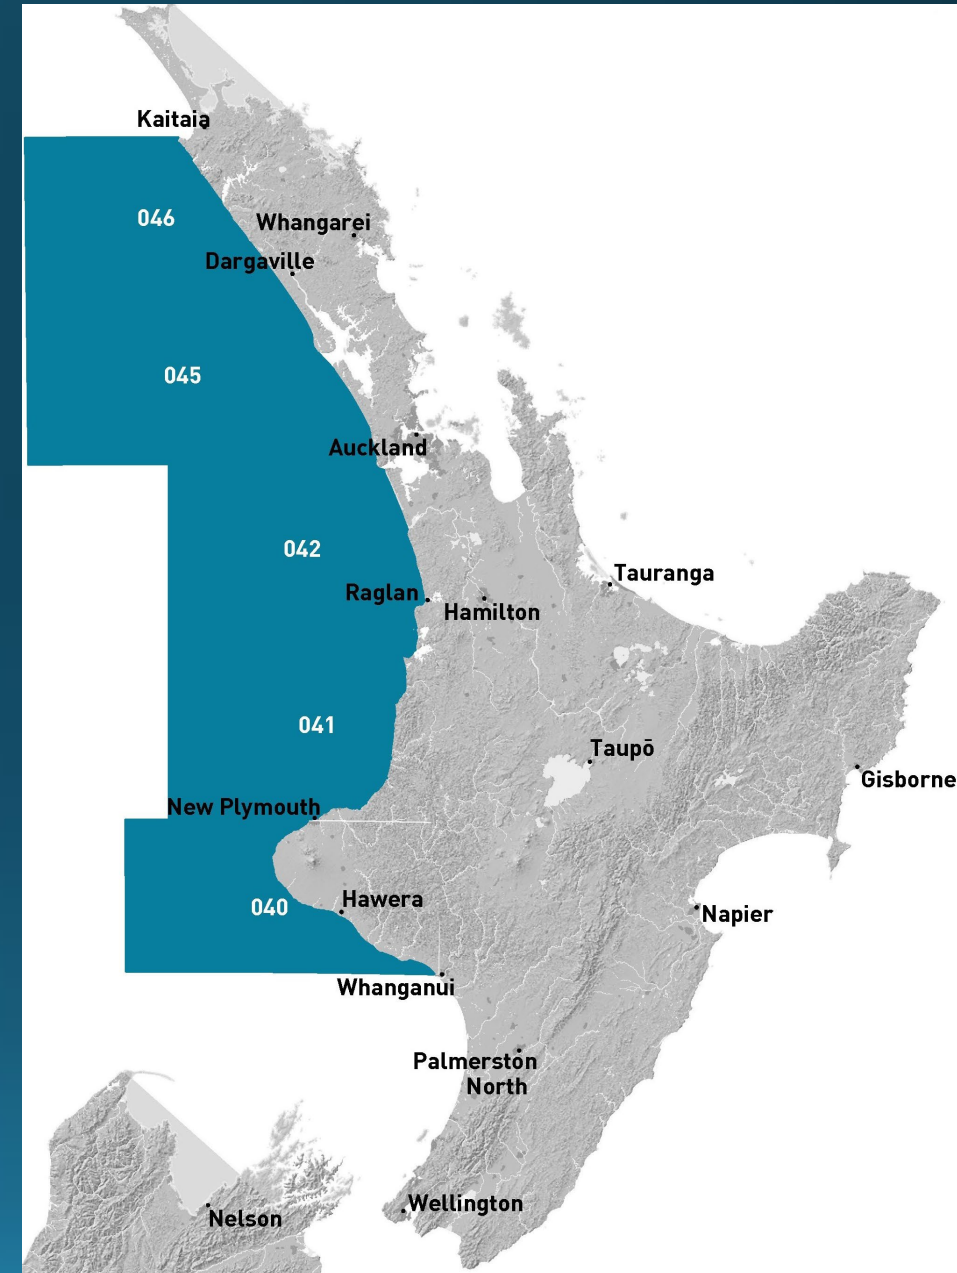 Kaitaia
046
Whangarei
Dargaville
045
Auckland
042
Tauranga
Raglan
Hamilton
041
Taupō
Gisborne
New Plymouth
Hawera
040
Napier
Whanganui
Palmerston
North
Wellington
Nelson